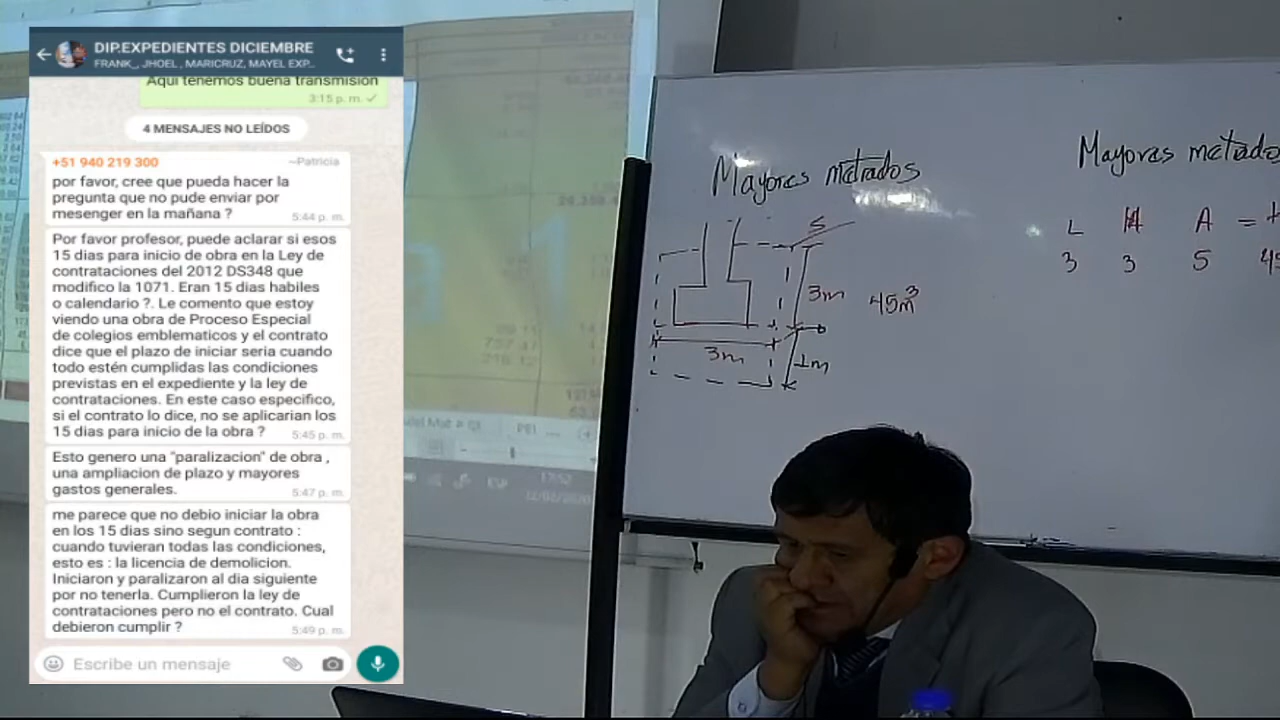 DIP.EXPEDIENTES DICIEMBRE
FRANK_, JHOEL , MARICRUZ, MAYEL EXP...
Aqui tenemos buena transmision
3:15 p. m.
4 MENSAJES NO LEÍDOS
+51 940 219 300 ~Patricia
por favor, cree que pueda hacer la
pregunta que no pude enviar por
mesenger en la mañana ?
5:44 p. m.
Por favor profesor, puede aclarar si esos
15 dias para inicio de obra en la Ley de
contrataciones del 2012 DS348 que
modifico la 1071. Eran 15 dias habiles
o calendario ?. Le comento que estoy
viendo una obra de Proceso Especial
de colegios emblematicos y el contrato
dice que el plazo de iniciar seria cuando
todo estén cumplidas las condiciones
previstas en el expediente y la ley de
contrataciones. En este caso especifico,
si el contrato lo dice, no se aplicarian los
15 dias para inicio de la obra ?
5:45 p. m.
Esto genero una "paralizacion" de obra ,
una ampliacion de plazo y mayores
gastos generales.
5:47 p. m.
me parece que no debio iniciar la obra
en los 15 dias sino segun contrato :
cuando tuvieran todas las condiciones,
esto es : la licencia de demolicion.
Iniciaron y paralizaron al dia siguiente
por no tenerla. Cumplieron la ley de
contrataciones pero no el contrato. Cual
debieron cumplir ?
5:49 p. m.
Escribe un mensaje
Mayores metrados
5
3m
45m³
3m
1m
Mayores metrado
L H A =
3 3 5 45